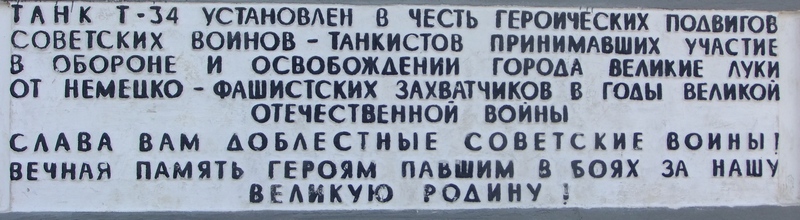 ТАНК Т-34 УСТАНОВЛЕН В ЧЕСТЬ ГЕРОИЧЕСКИХ ПОДВИГОВ
СОВЕТСКИХ ВОИНОВ - ТАНКИСТОВ ПРИНИМАВШИХ УЧАСТИЕ
В ОБОРОНЕ И ОСВОБОЖДЕНИИ ГОРОДА ВЕЛИКИЕ ЛУКИ
ОТ НЕМЕЦКО - ФАШИСТСКИХ ЗАХВАТЧИКОВ В ГОДЫ ВЕЛИКОЙ
ОТЕЧЕСТВЕННОЙ ВОЙНЫ
СЛАВА ВАМ ДОБЛЕСТНЫЕ СОВЕТСКИЕ ВОИНЫ!
ВЕЧНАЯ ПАМЯТЬ ГЕРОЯМ ПАВШИМ В БОЯХ ЗА НАШУ
ВЕЛИКУЮ РОДИНУ!